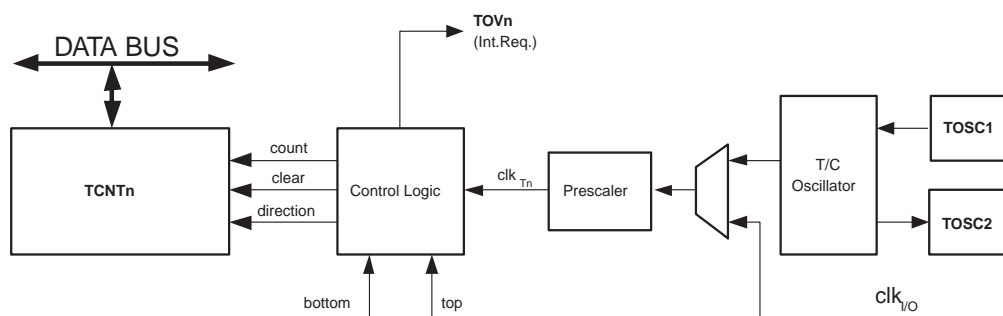 DATA BUS
TOVn
(Int.Req.)
TCNTn
count
clear
direction
Control Logic
clk Tn
Prescaler
T/C
Oscillator
TOSC1
TOSC2
bottom
top
clk I/O